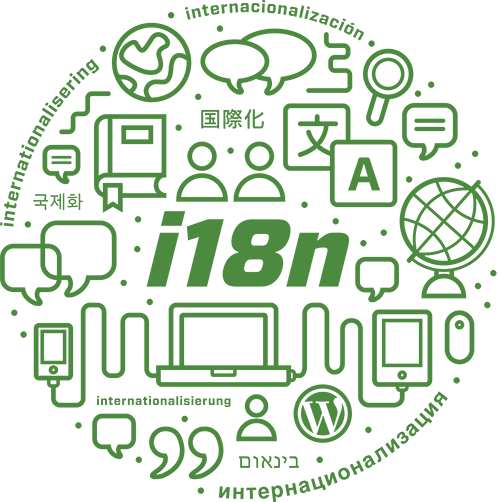 internacionalización
internationalisering
国際化
文
A
국제화
i18n
internationalisierung
W
בינאום
интернационализация